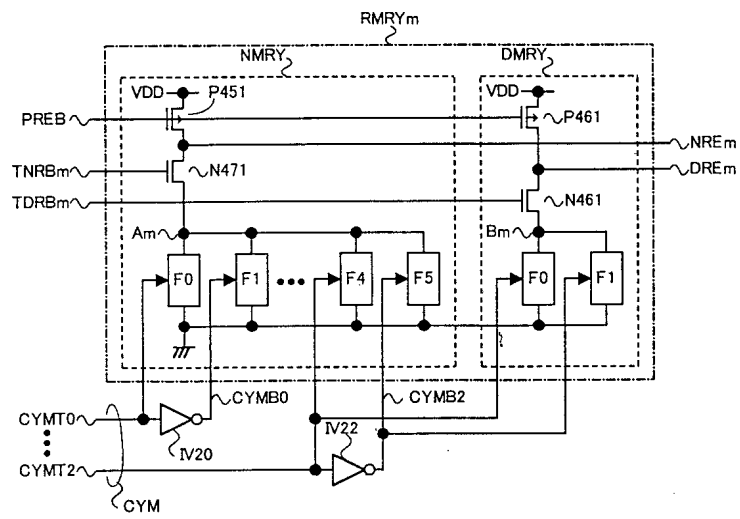 RMRYm
NMRY
DMRY
VDD
P451
VDD
PREB
P461
NREm
TNRBm
N471
DREm
TDRBm
N461
Am
Bm
F0
F1
F4
F5
F0
F1
CYMT0
CYMB0
CYMB2
IV20
IV22
CYMT2
CYM